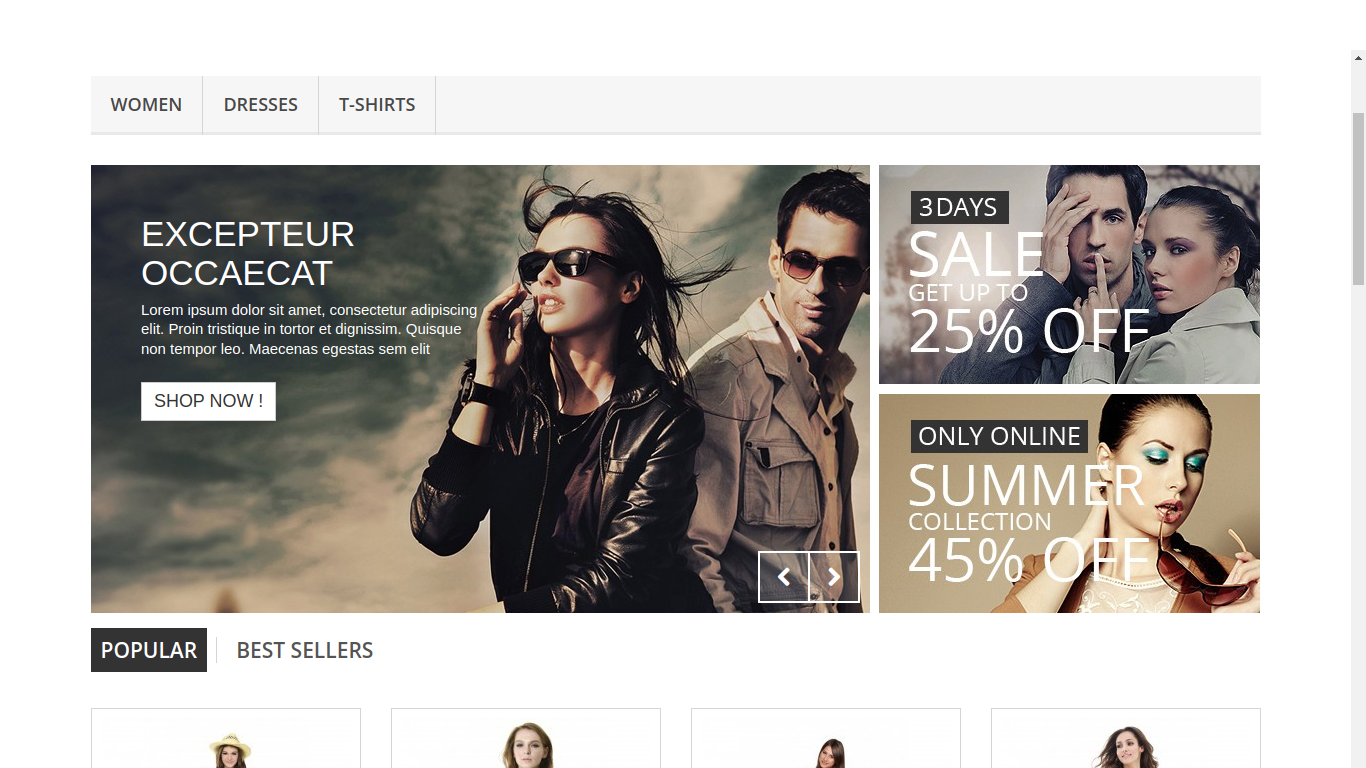 WOMEN DRESSES T-SHIRTS
EXCEPTEUR
OCCAECAT
Lorem ipsum dolor sit amet, consectetur adipiscing
elit. Proin tristique in tortor et dignissim. Quisque
non tempor leo. Maecenas egestas sem elit
SHOP NOW !
3 DAYS
SALE
GET UP TO
25% OFF
ONLY ONLINE
SUMMER
COLLECTION
45% OFF
POPULAR BEST SELLERS